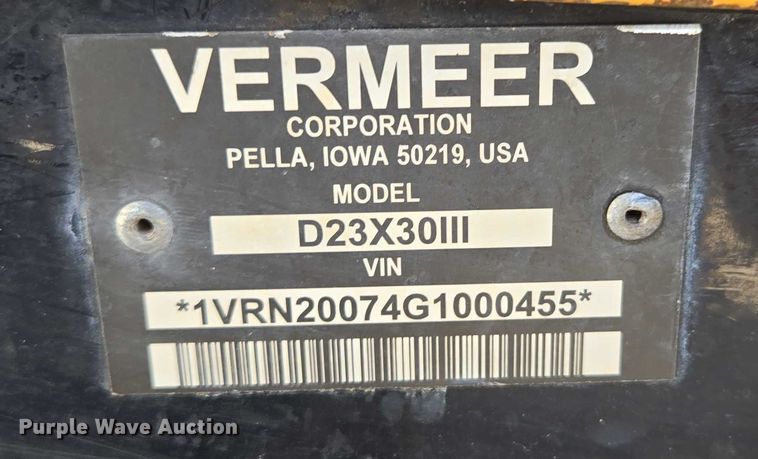 VERMEER
CORPORATION
PELLA, IOWA 50219, USA
MODEL
D23X30III
VIN
*1VRN20074G1000455*
Purple Wave Auction